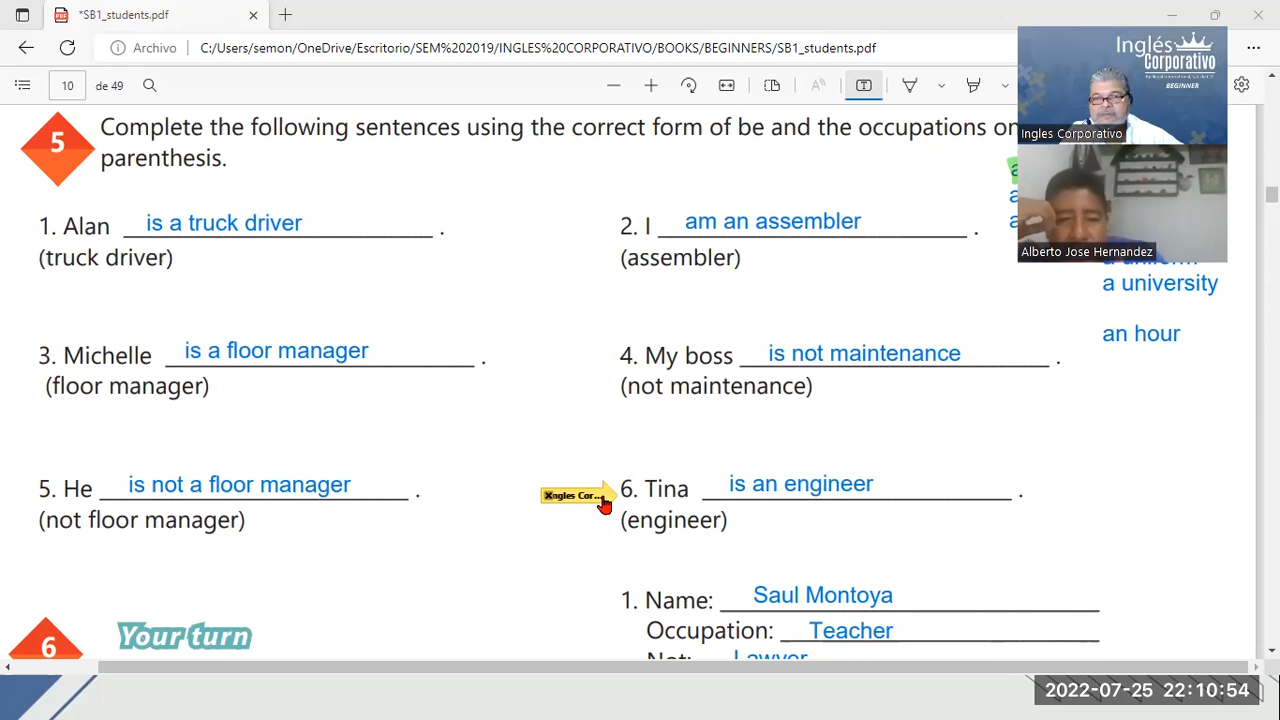 *SB1_students.pdf
Archivo
C:/Users/semon/OneDrive/Escritorio/SEM%202019/INGLES%20CORPORATIVO/BOOKS/BEGINNERS/SB1_students.pdf
10 de 49
Inglés
Corporativo
BEGINNER
Ingles Corporativo
Alberto Jose Hernandez
5
Complete the following sentences using the correct form of be and the occupations on
parenthesis.
1. Alan is a truck driver.
(truck driver)
2. I am an assembler.
(assembler)
a university
an hour
3. Michelle is a floor manager.
(floor manager)
4. My boss is not maintenance.
(not maintenance)
5. He is not a floor manager.
(not floor manager)
Ingles Cor...
6. Tina is an engineer.
(engineer)
1. Name: Saul Montoya
Occupation: Teacher
Not: Lawyer
6
Your turn
2022-07-25 22:10:54